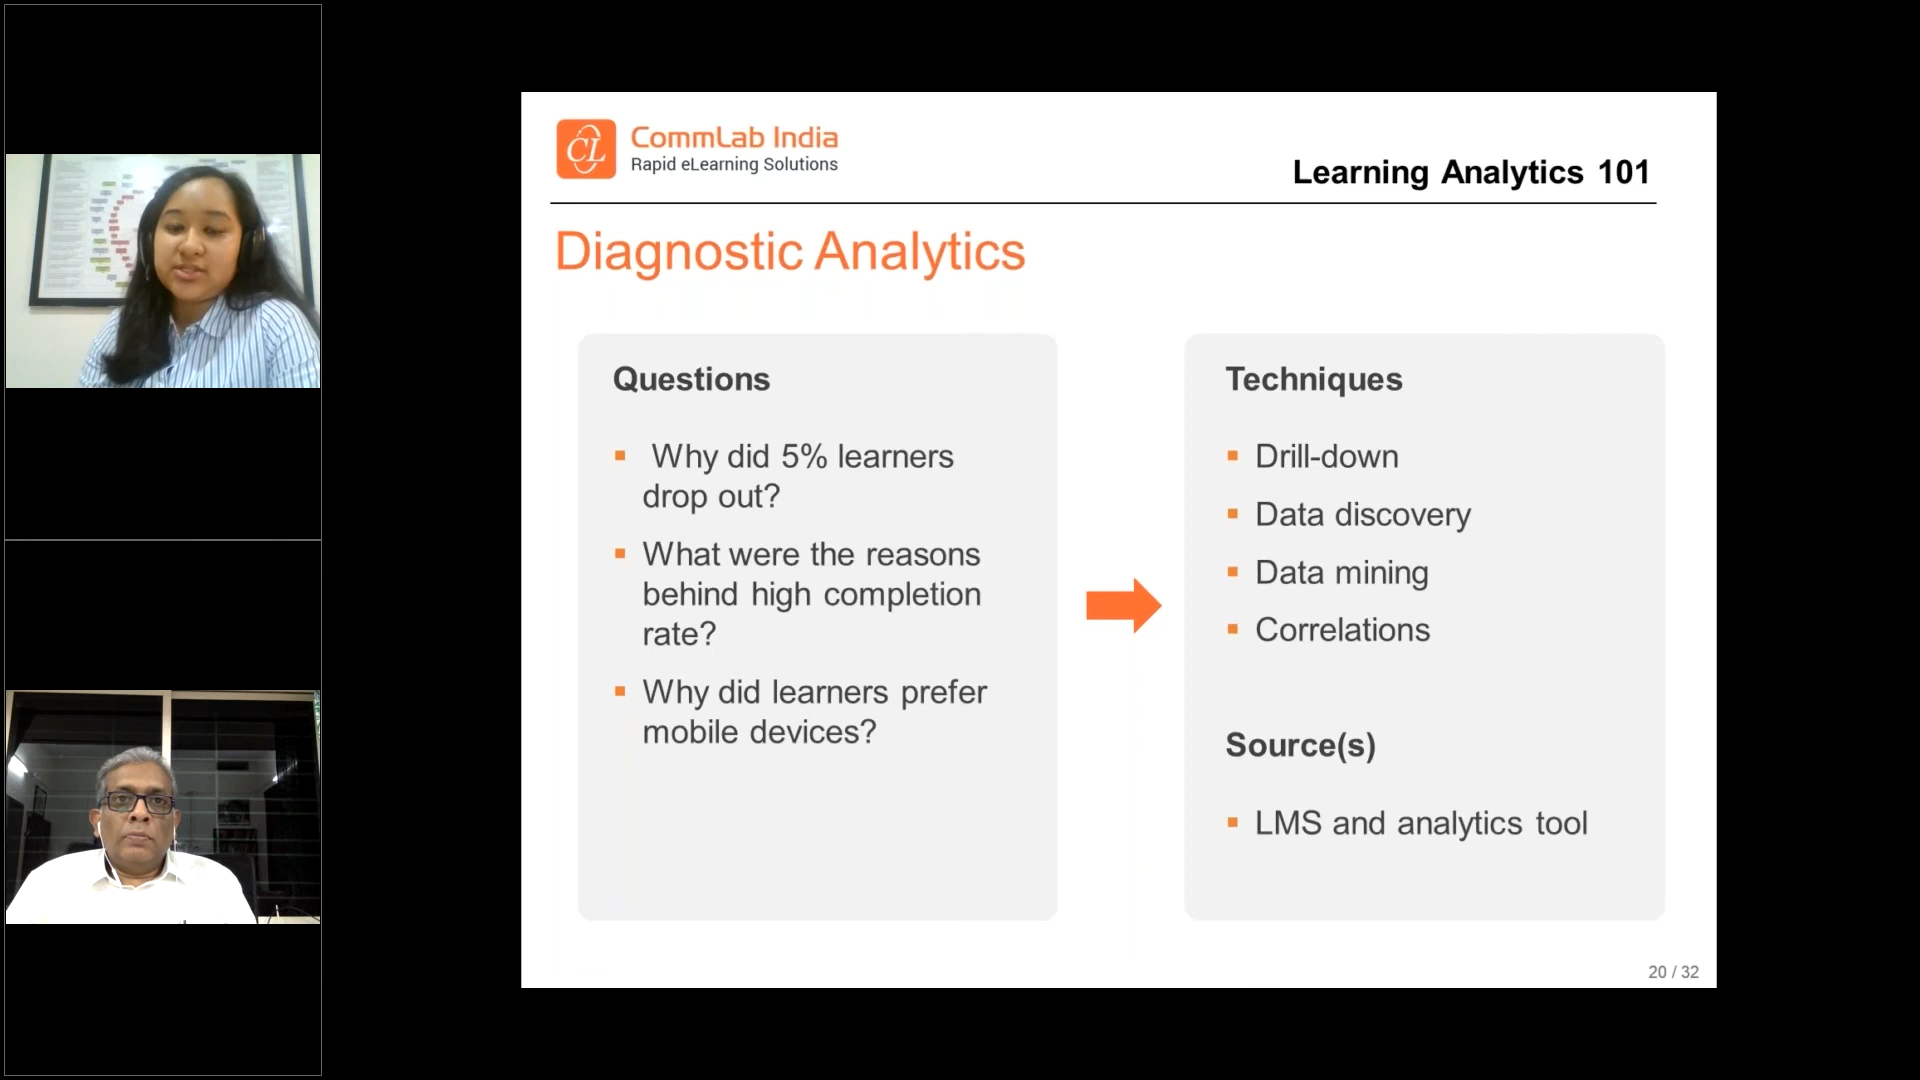 CL
CommLab India
Rapid eLearning Solutions
Learning Analytics 101
Diagnostic Analytics
Questions
▪ Why did 5% learners
drop out?
▪ What were the reasons
behind high completion
rate?
▪ Why did learners prefer
mobile devices?
Techniques
▪ Drill-down
▪ Data discovery
▪ Data mining
▪ Correlations
Source(s)
▪ LMS and analytics tool
20 / 32